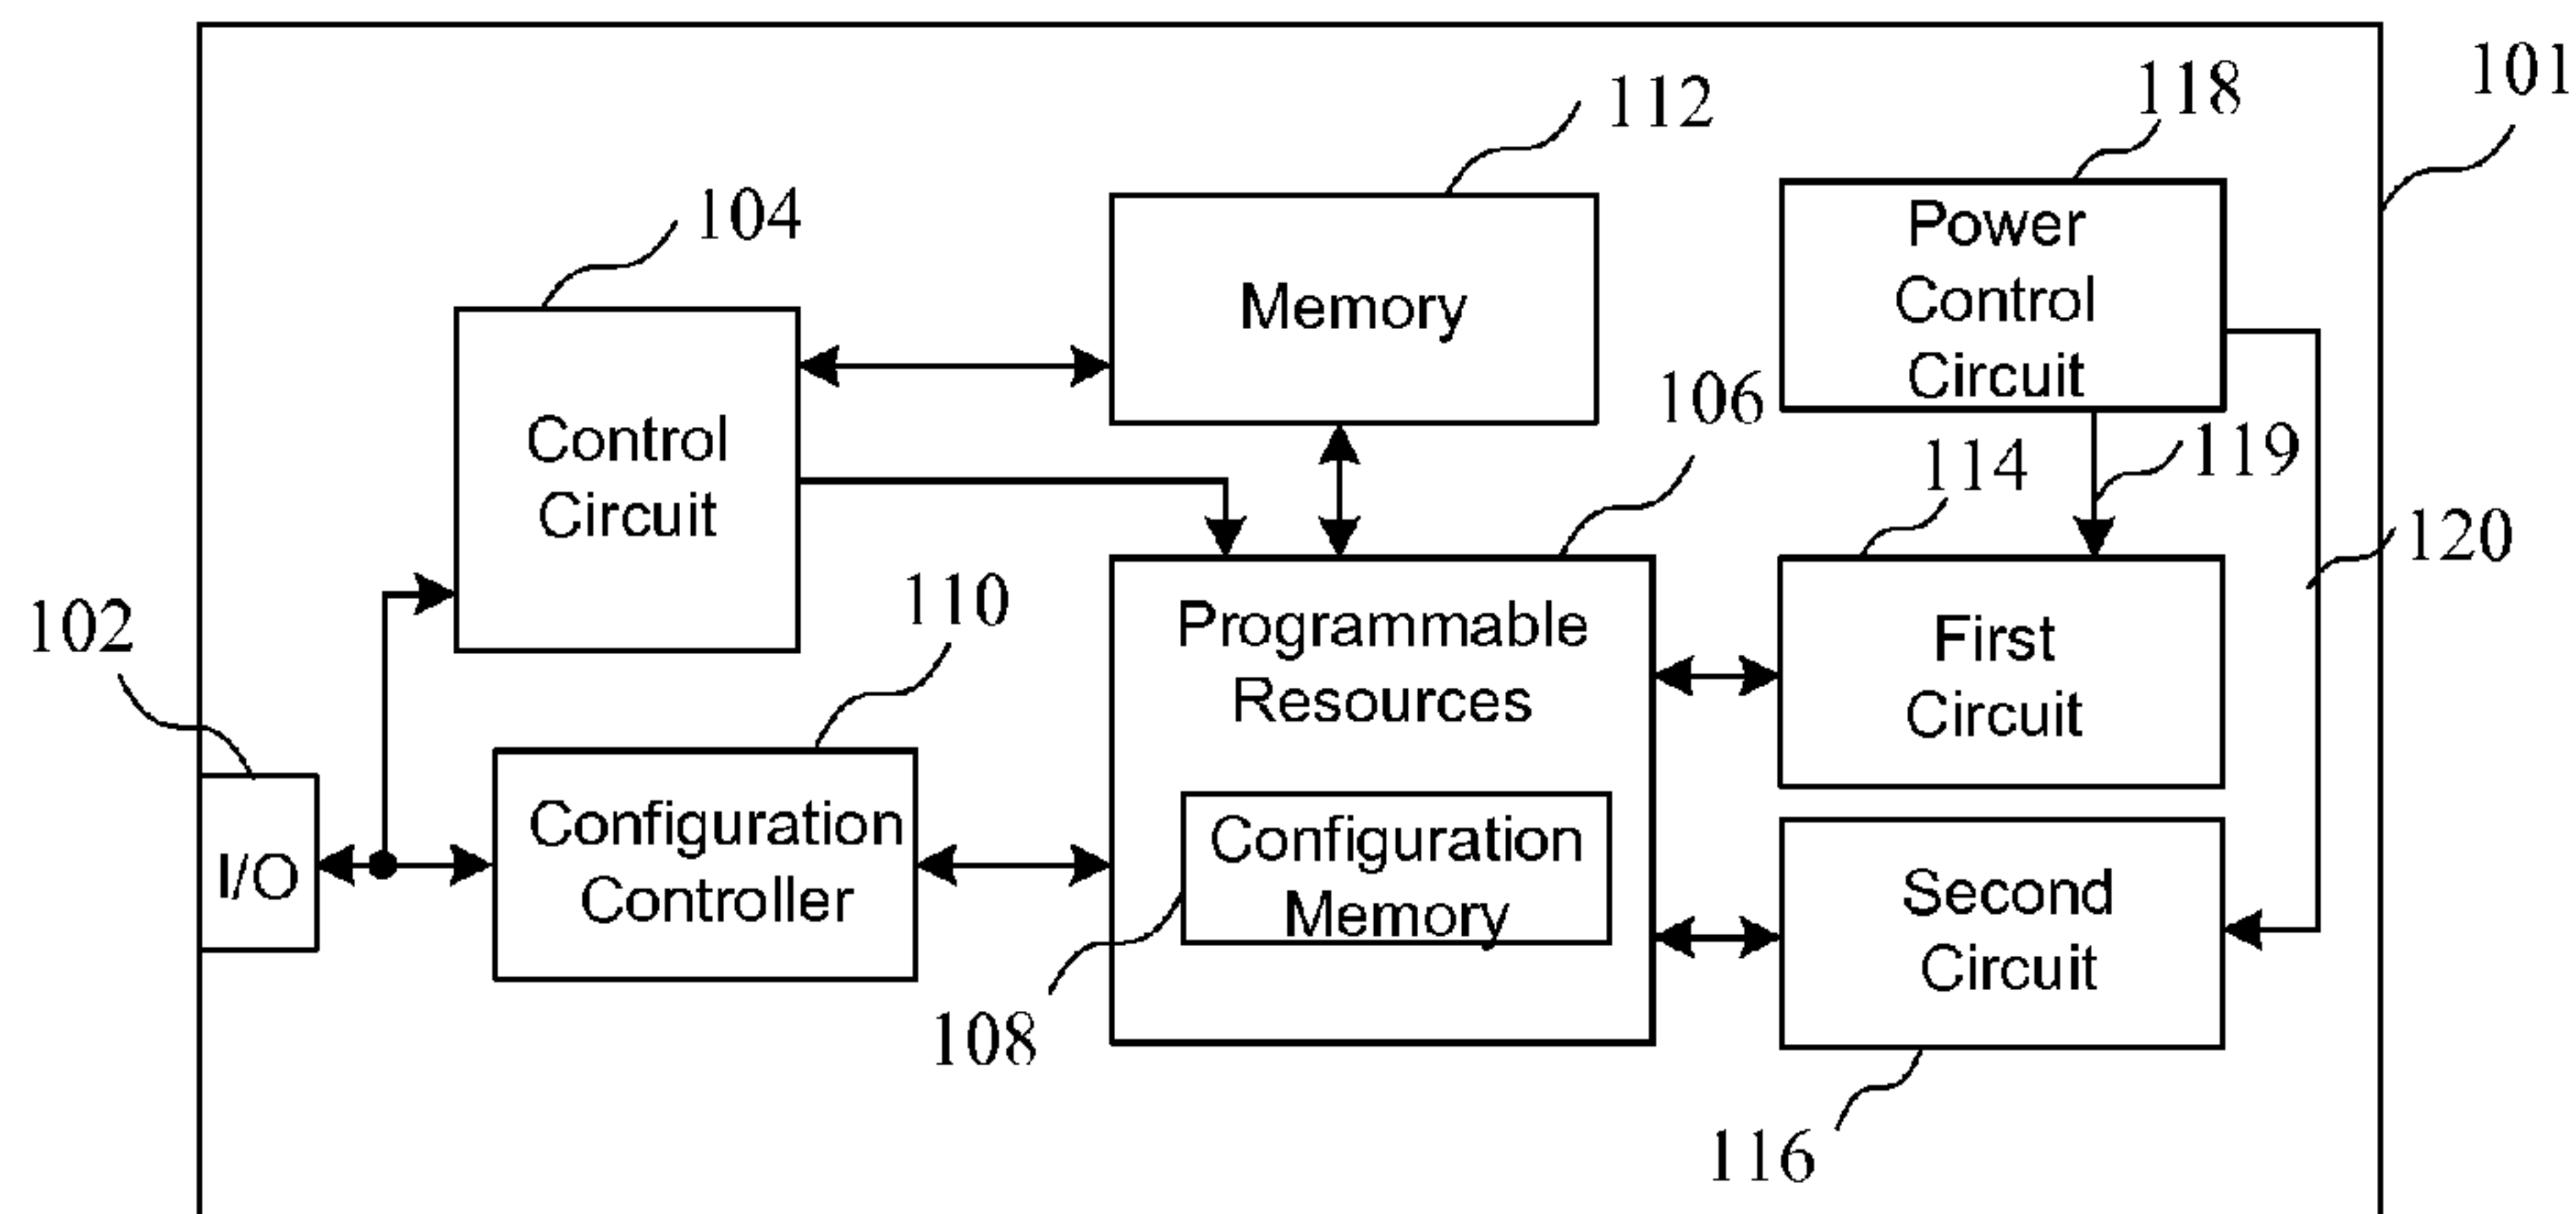 101
118
112
104
Power
Control
Circuit
Memory
106
Control
Circuit
114
119
120
102
110
Programmable
Resources
First
Circuit
I/O
Configuration
Controller
Configuration
Memory
Second
Circuit
108
116